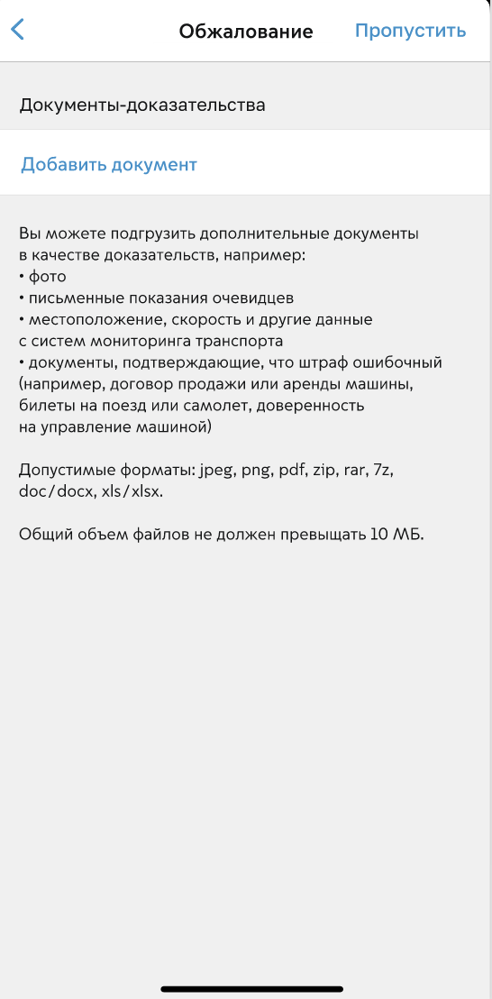 Обжалование
Пропустить
Документы-доказательства
Добавить документ
Вы можете подгрузить дополнительные документы
в качестве доказательств, например:
• фото
• письменные показания очевидцев
• местоположение, скорость и другие данные
с систем мониторинга транспорта
• документы, подтверждающие, что штраф ошибочный
(например, договор продажи или аренды машины,
билеты на поезд или самолет, доверенность
на управление машиной)
Допустимые форматы: jpeg, png, pdf, zip, rar, 7z,
doc/docx, xls/xlsx.
Общий объем файлов не должен превыщать 10 МБ.